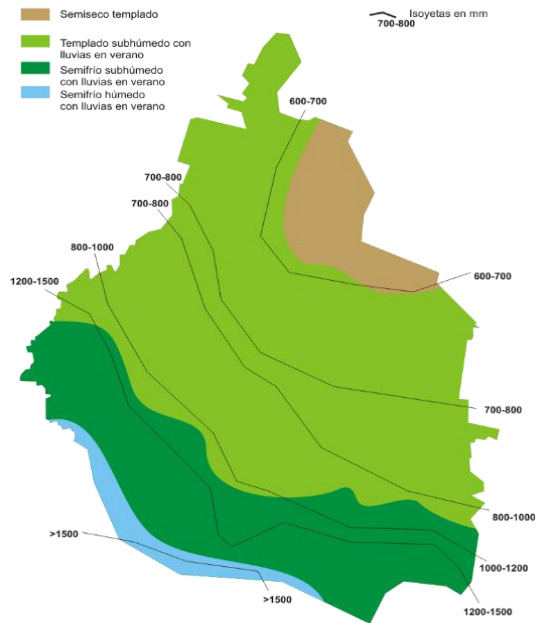 Semiseco templado
Isoyetas en mm
700-800
Templado subhúmedo con
lluvias en verano
Semifrío subhúmedo
con lluvias en verano
Semifrío húmedo
con lluvias en verano
600-700
700-800
700-800
800-1000
600-700
1200-1500
700-800
800-1000
>1500
1000-1200
>1500
1200-1500